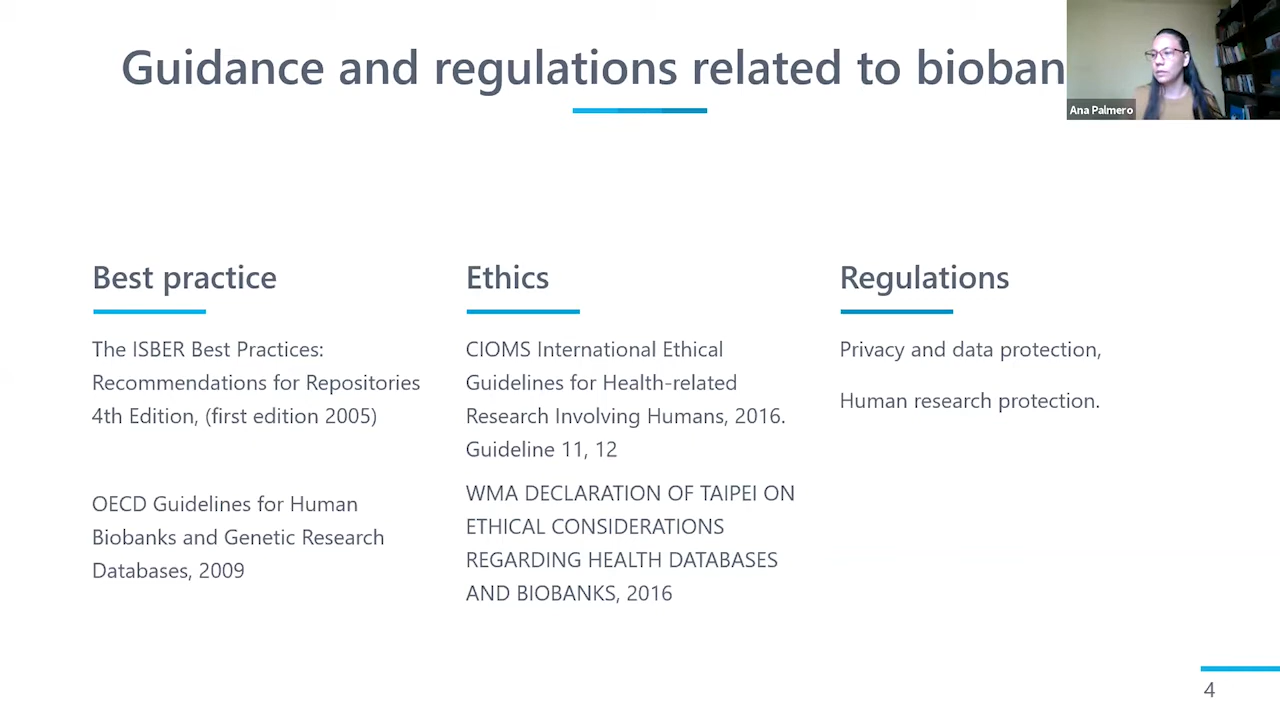 Guidance and regulations related to bioban
Ana Palmero
Best practice
The ISBER Best Practices:
Recommendations for Repositories
4th Edition, (first edition 2005)
OECD Guidelines for Human
Biobanks and Genetic Research
Databases, 2009
Ethics
CIOMS International Ethical
Guidelines for Health-related
Research Involving Humans, 2016.
Guideline 11, 12
WMA DECLARATION OF TAIPEI ON
ETHICAL CONSIDERATIONS
REGARDING HEALTH DATABASES
AND BIOBANKS, 2016
Regulations
Privacy and data protection,
Human research protection.
4